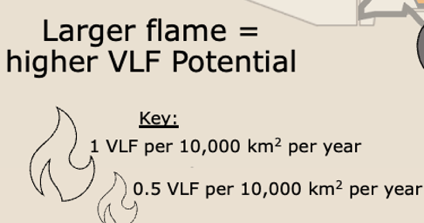 Larger flame =
higher VLF Potential
Key:
1 VLF per 10,000 km² per year
0.5 VLF per 10,000 km² per year